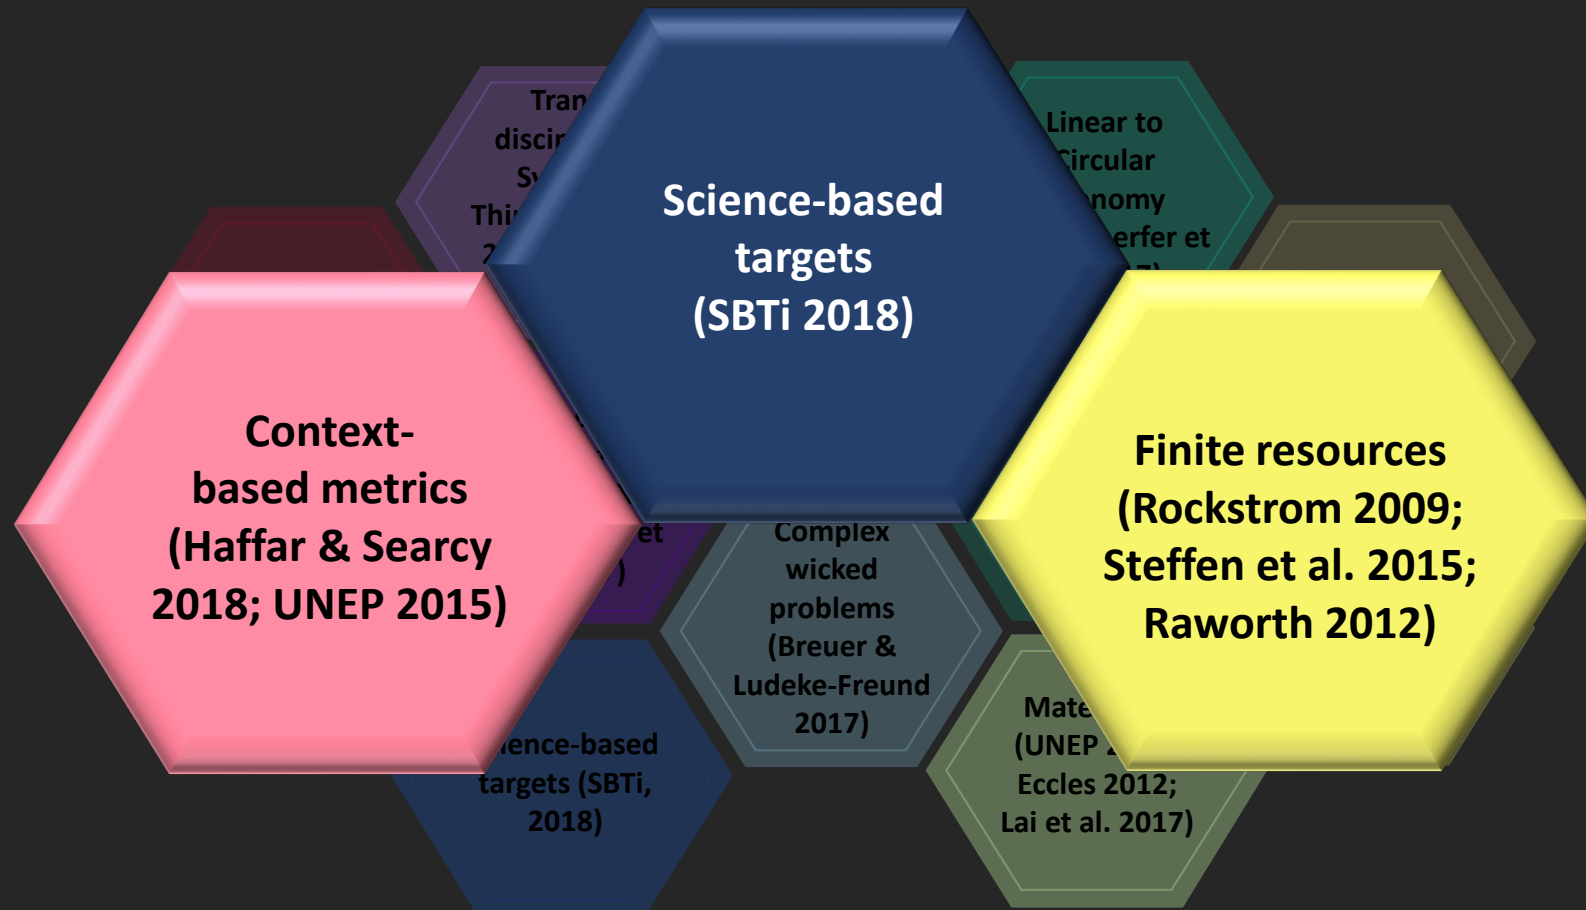 Science-based
targets
(SBTi 2018)
Context-
based metrics
(Haffar & Searcy
2018; UNEP 2015)
Finite resources
(Rockstrom 2009;
Steffen et al. 2015;
Raworth 2012)
Linear to
et
Complex
wicked
problems
(Breuer &
Ludeke-Freund
2017)
targets (SBTi,
2018)
(UNEP
Eccles 2012;
Lai et al. 2017)